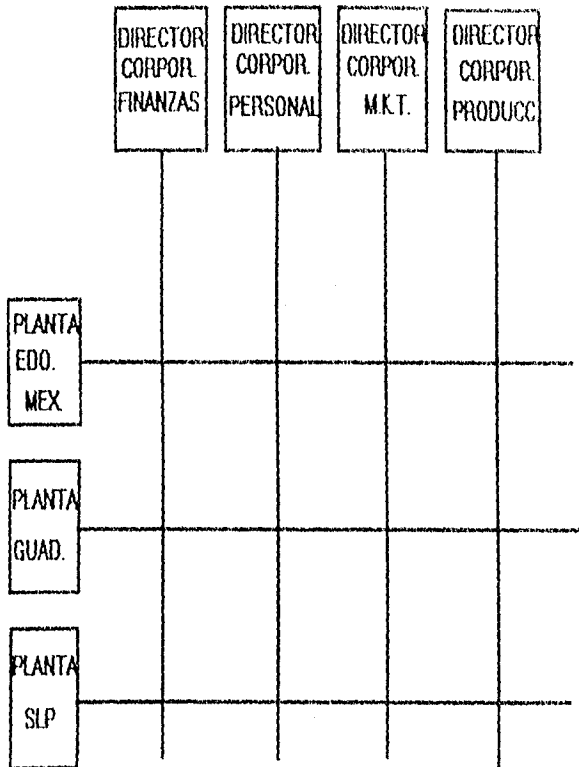 DIRECTOR
CORPOR.
FINANZAS
DIRECTOR
CORPOR.
PERSONAL
DIRECTOR
CORPOR.
M.K.T.
DIRECTOR
CORPOR.
PRODUCC.
PLANTA
EDO.
MEX.
PLANTA
GUAD.
PLANTA
SLP